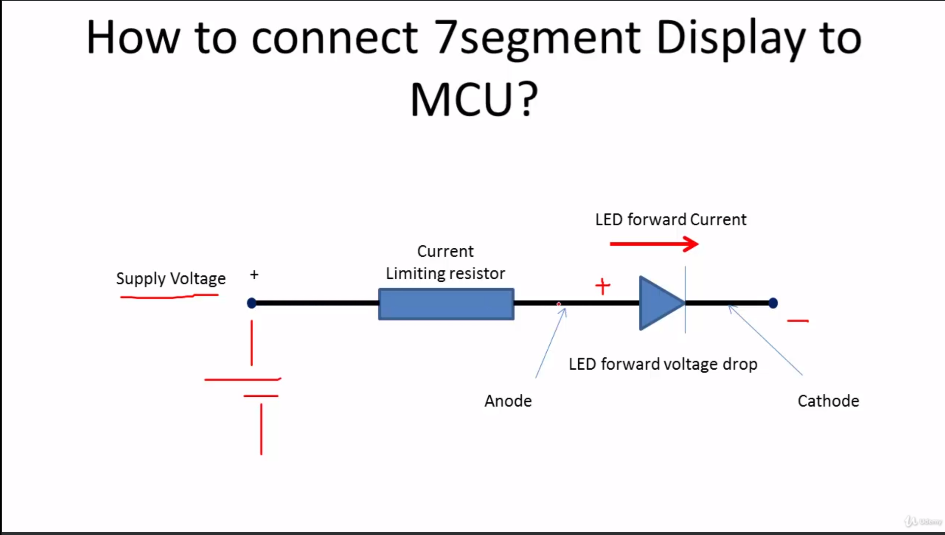 How to connect 7segment Display to
MCU?
LED forward Current
Current
Limiting resistor
Supply Voltage
+
+
LED forward voltage drop
Anode
Cathode
Udemy